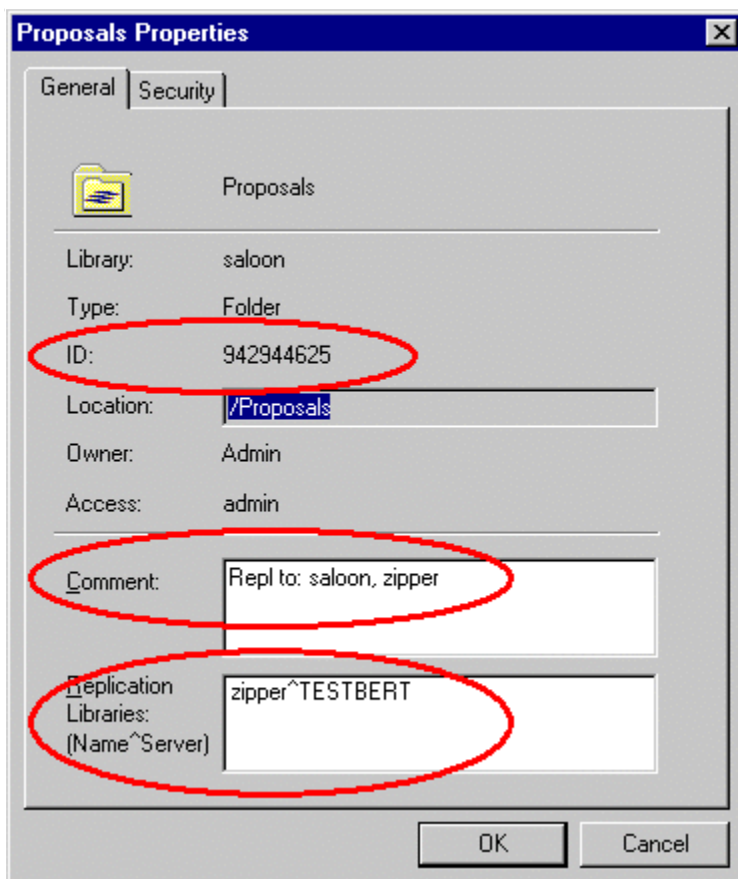 Proposals Properties
General Security
Proposals
Library: saloon
Type: Folder
ID: 942944625
Location: /Proposals
Owner: Admin
Access: admin
Comment: Repl to: saloon, zipper
Replication zipper^TESTBERT
Libraries:
(Name^Server)
OK Cancel